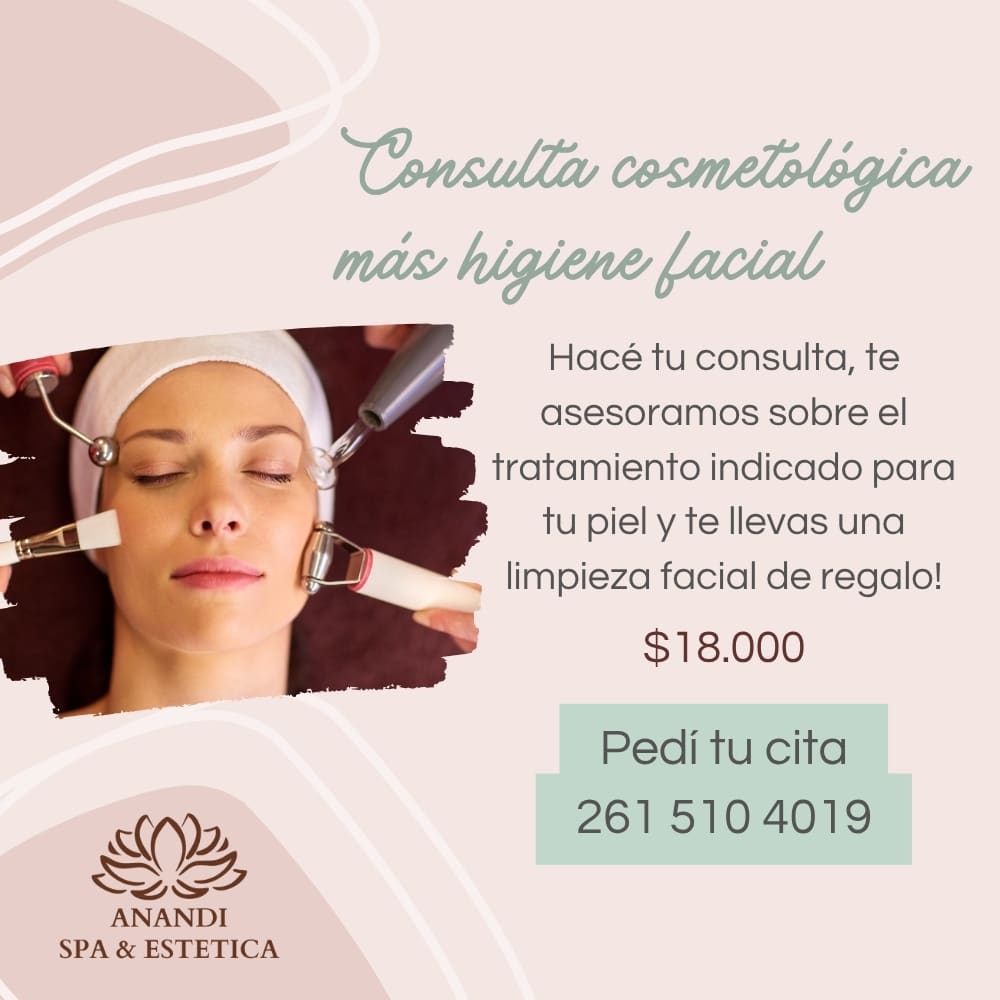 Consulta cosmetológica
más higiene facial
Hacé tu consulta, te
asesoramos sobre el
tratamiento indicado para
tu piel y te llevas una
limpieza facial de regalo!
$18.000
Pedí tu cita
261 510 4019
ANANDI
SPA & ESTETICA